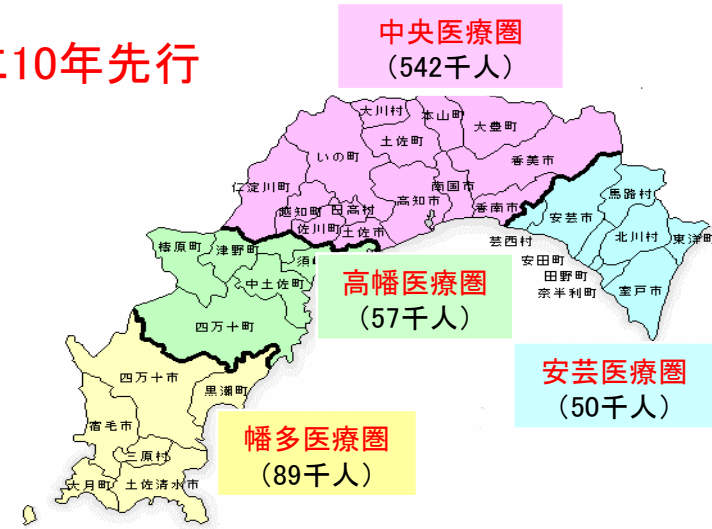 10年先行
中央医療圏
（542千人）
大川村
本山町
大豊町
土佐町
いの町
香美市
仁淀川町
南国市
高知市
越知町
日高村
香南市
佐川町
土佐市
馬路村
安芸市
北川村
東洋町
芸西村
安田町
田野町
奈半利町
室戸市
梼原町
津野町
中土佐町
四万十町
高幡医療圏
（57千人）
安芸医療圏
（50千人）
四万十市
黒潮町
宿毛市
三原村
大月町
土佐清水市
幡多医療圏
（89千人）